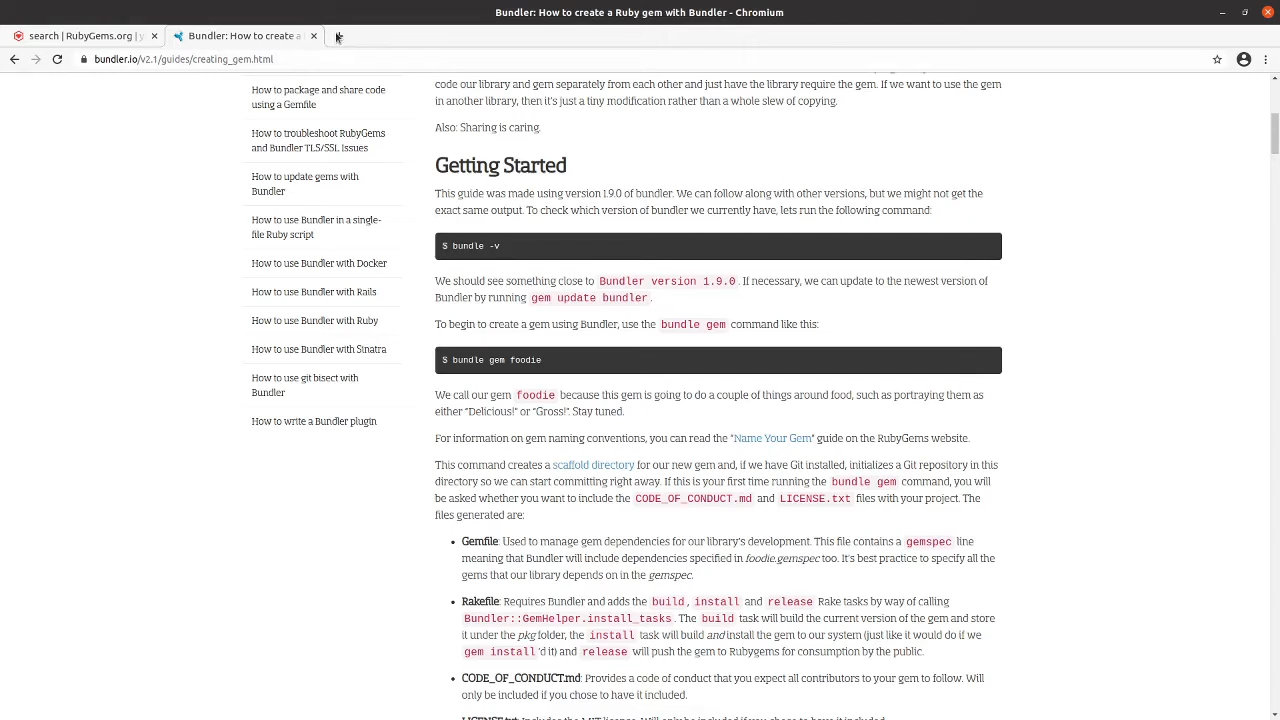 Bundler: How to create a Ruby gem with Bundler - Chromium
search | RubyGems.org | y
Bundler: How to create a
bundler.io/v2.1/guides/creating_gem.html
How to package and share code
using a Gemfile
How to troubleshoot RubyGems
and Bundler TLS/SSL Issues
How to update gems with
Bundler
How to use Bundler in a single-
file Ruby script
How to use Bundler with Docker
How to use Bundler with Rails
How to use Bundler with Ruby
How to use Bundler with Sinatra
How to use git bisect with
Bundler
How to write a Bundler plugin
code our library and gem separately from each other and just have the library require the gem. If we want to use the gem
in another library, then it's just a tiny modification rather than a whole slew of copying.
Also: Sharing is caring.
Getting Started
This guide was made using version 1.9.0 of bundler. We can follow along with other versions, but we might not get the
exact same output. To check which version of bundler we currently have, lets run the following command:
$ bundle -v
We should see something close to Bundler version 1.9.0. If necessary, we can update to the newest version of
Bundler by running gem update bundler.
To begin to create a gem using Bundler, use the bundle gem command like this:
$ bundle gem foodie
We call our gem foodie because this gem is going to do a couple of things around food, such as portraying them as
either “Delicious!” or “Gross!”. Stay tuned.
For information on gem naming conventions, you can read the “Name Your Gem” guide on the RubyGems website.
This command creates a scaffold directory for our new gem and, if we have Git installed, initializes a Git repository in this
directory so we can start committing right away. If this is your first time running the bundle gem command, you will
be asked whether you want to include the CODE_OF_CONDUCT.md and LICENSE.txt files with your project. The
files generated are:
• Gemfile: Used to manage gem dependencies for our library's development. This file contains a gemspec line
meaning that Bundler will include dependencies specified in foodie.gemspec too. It's best practice to specify all the
gems that our library depends on in the gemspec.
• Rakefile: Requires Bundler and adds the build, install and release Rake tasks by way of calling
Bundler::GemHelper.install_tasks. The build task will build the current version of the gem and store
it under the pkg folder, the install task will build and install the gem to our system (just like it would do if we
gem install 'd it) and release will push the gem to Rubygems for consumption by the public.
• CODE_OF_CONDUCT.md: Provides a code of conduct that you expect all contributors to your gem to follow. Will
only be included if you chose to have it included.
• LICENSE.txt: Includes the MIT license. Will only be included if you chose to have it included.